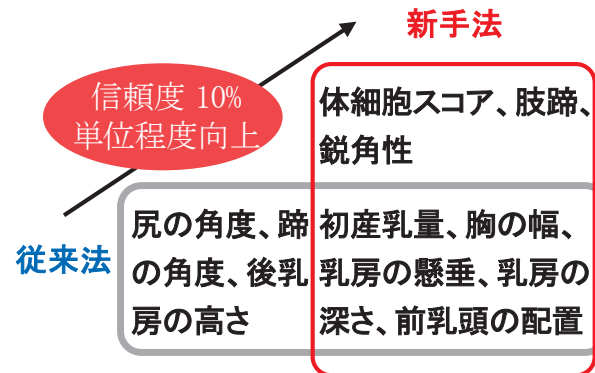 新手法
信頼度 10%
単位程度向上
体細胞スコア、肢蹄、
鋭角性
従来法
尻の角度、蹄
の角度、後乳
房の高さ
初産乳量、胸の幅、
乳房の懸垂、乳房の
深さ、前乳頭の配置